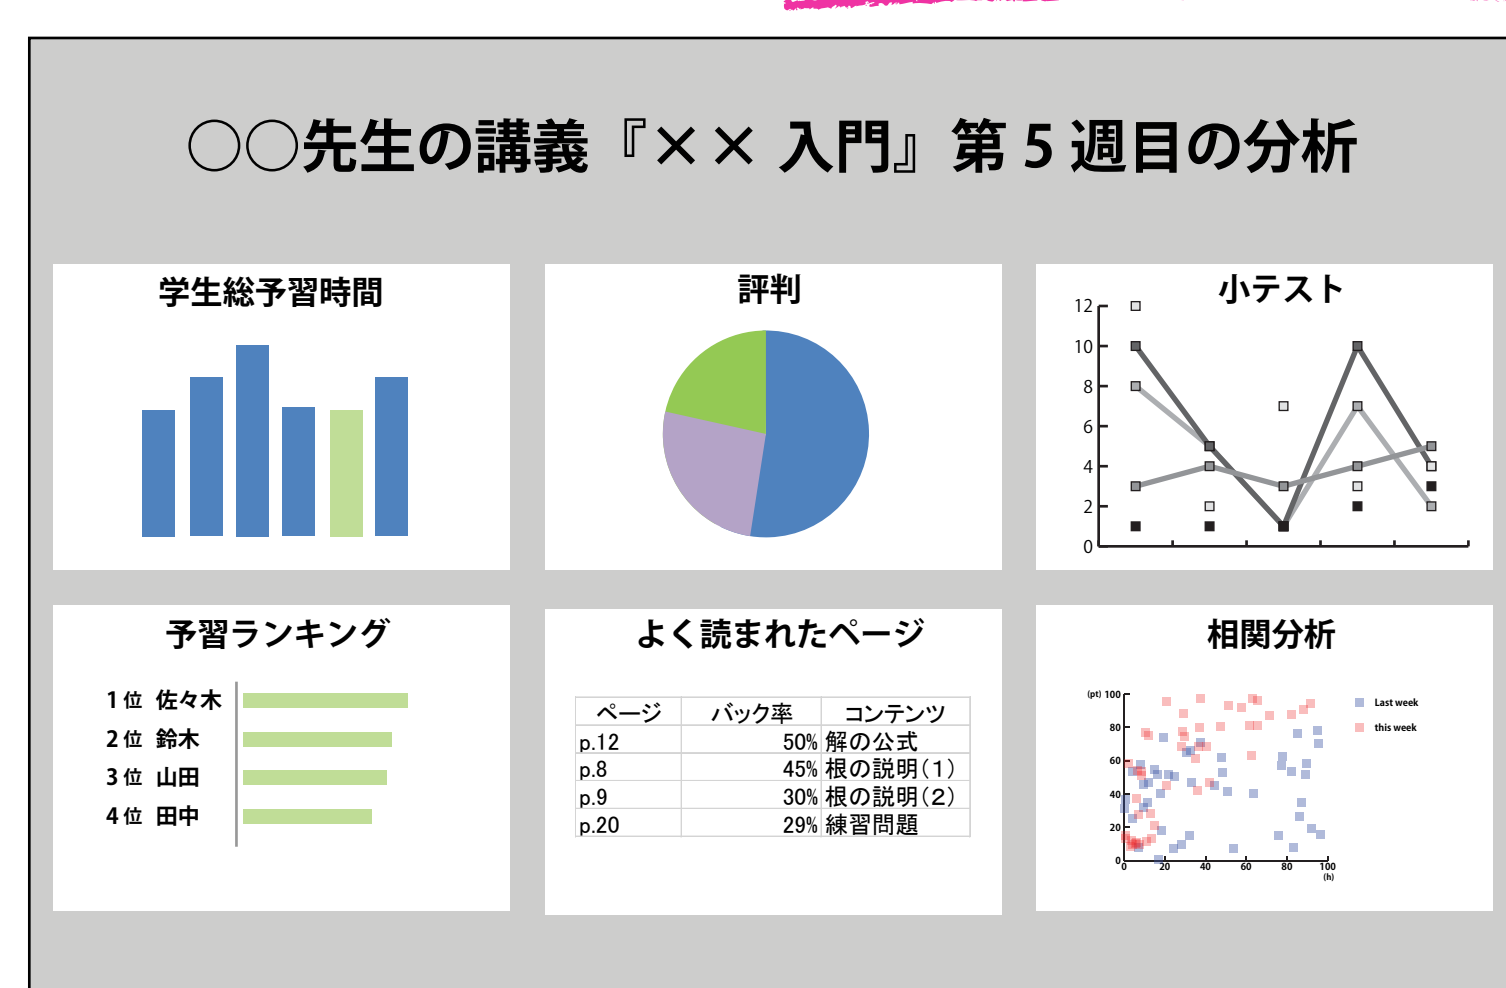 ○○先生の講義『×× 入門』第 5 週目の分析
学生総予習時間
評判
小テスト
12
10
8
6
4
2
0
予習ランキング
1 位 佐々木
2 位 鈴木
3 位 山田
4 位 田中
よく読まれたページ
ページ バック率 コンテンツ
p.12 50% 解の公式
p.8 45% 根の説明(1)
p.9 30% 根の説明(2)
p.20 29% 練習問題
相関分析
(pt) 100
80
60
40
20
0
0 20 40 60 80 100
(h)
Last week
this week